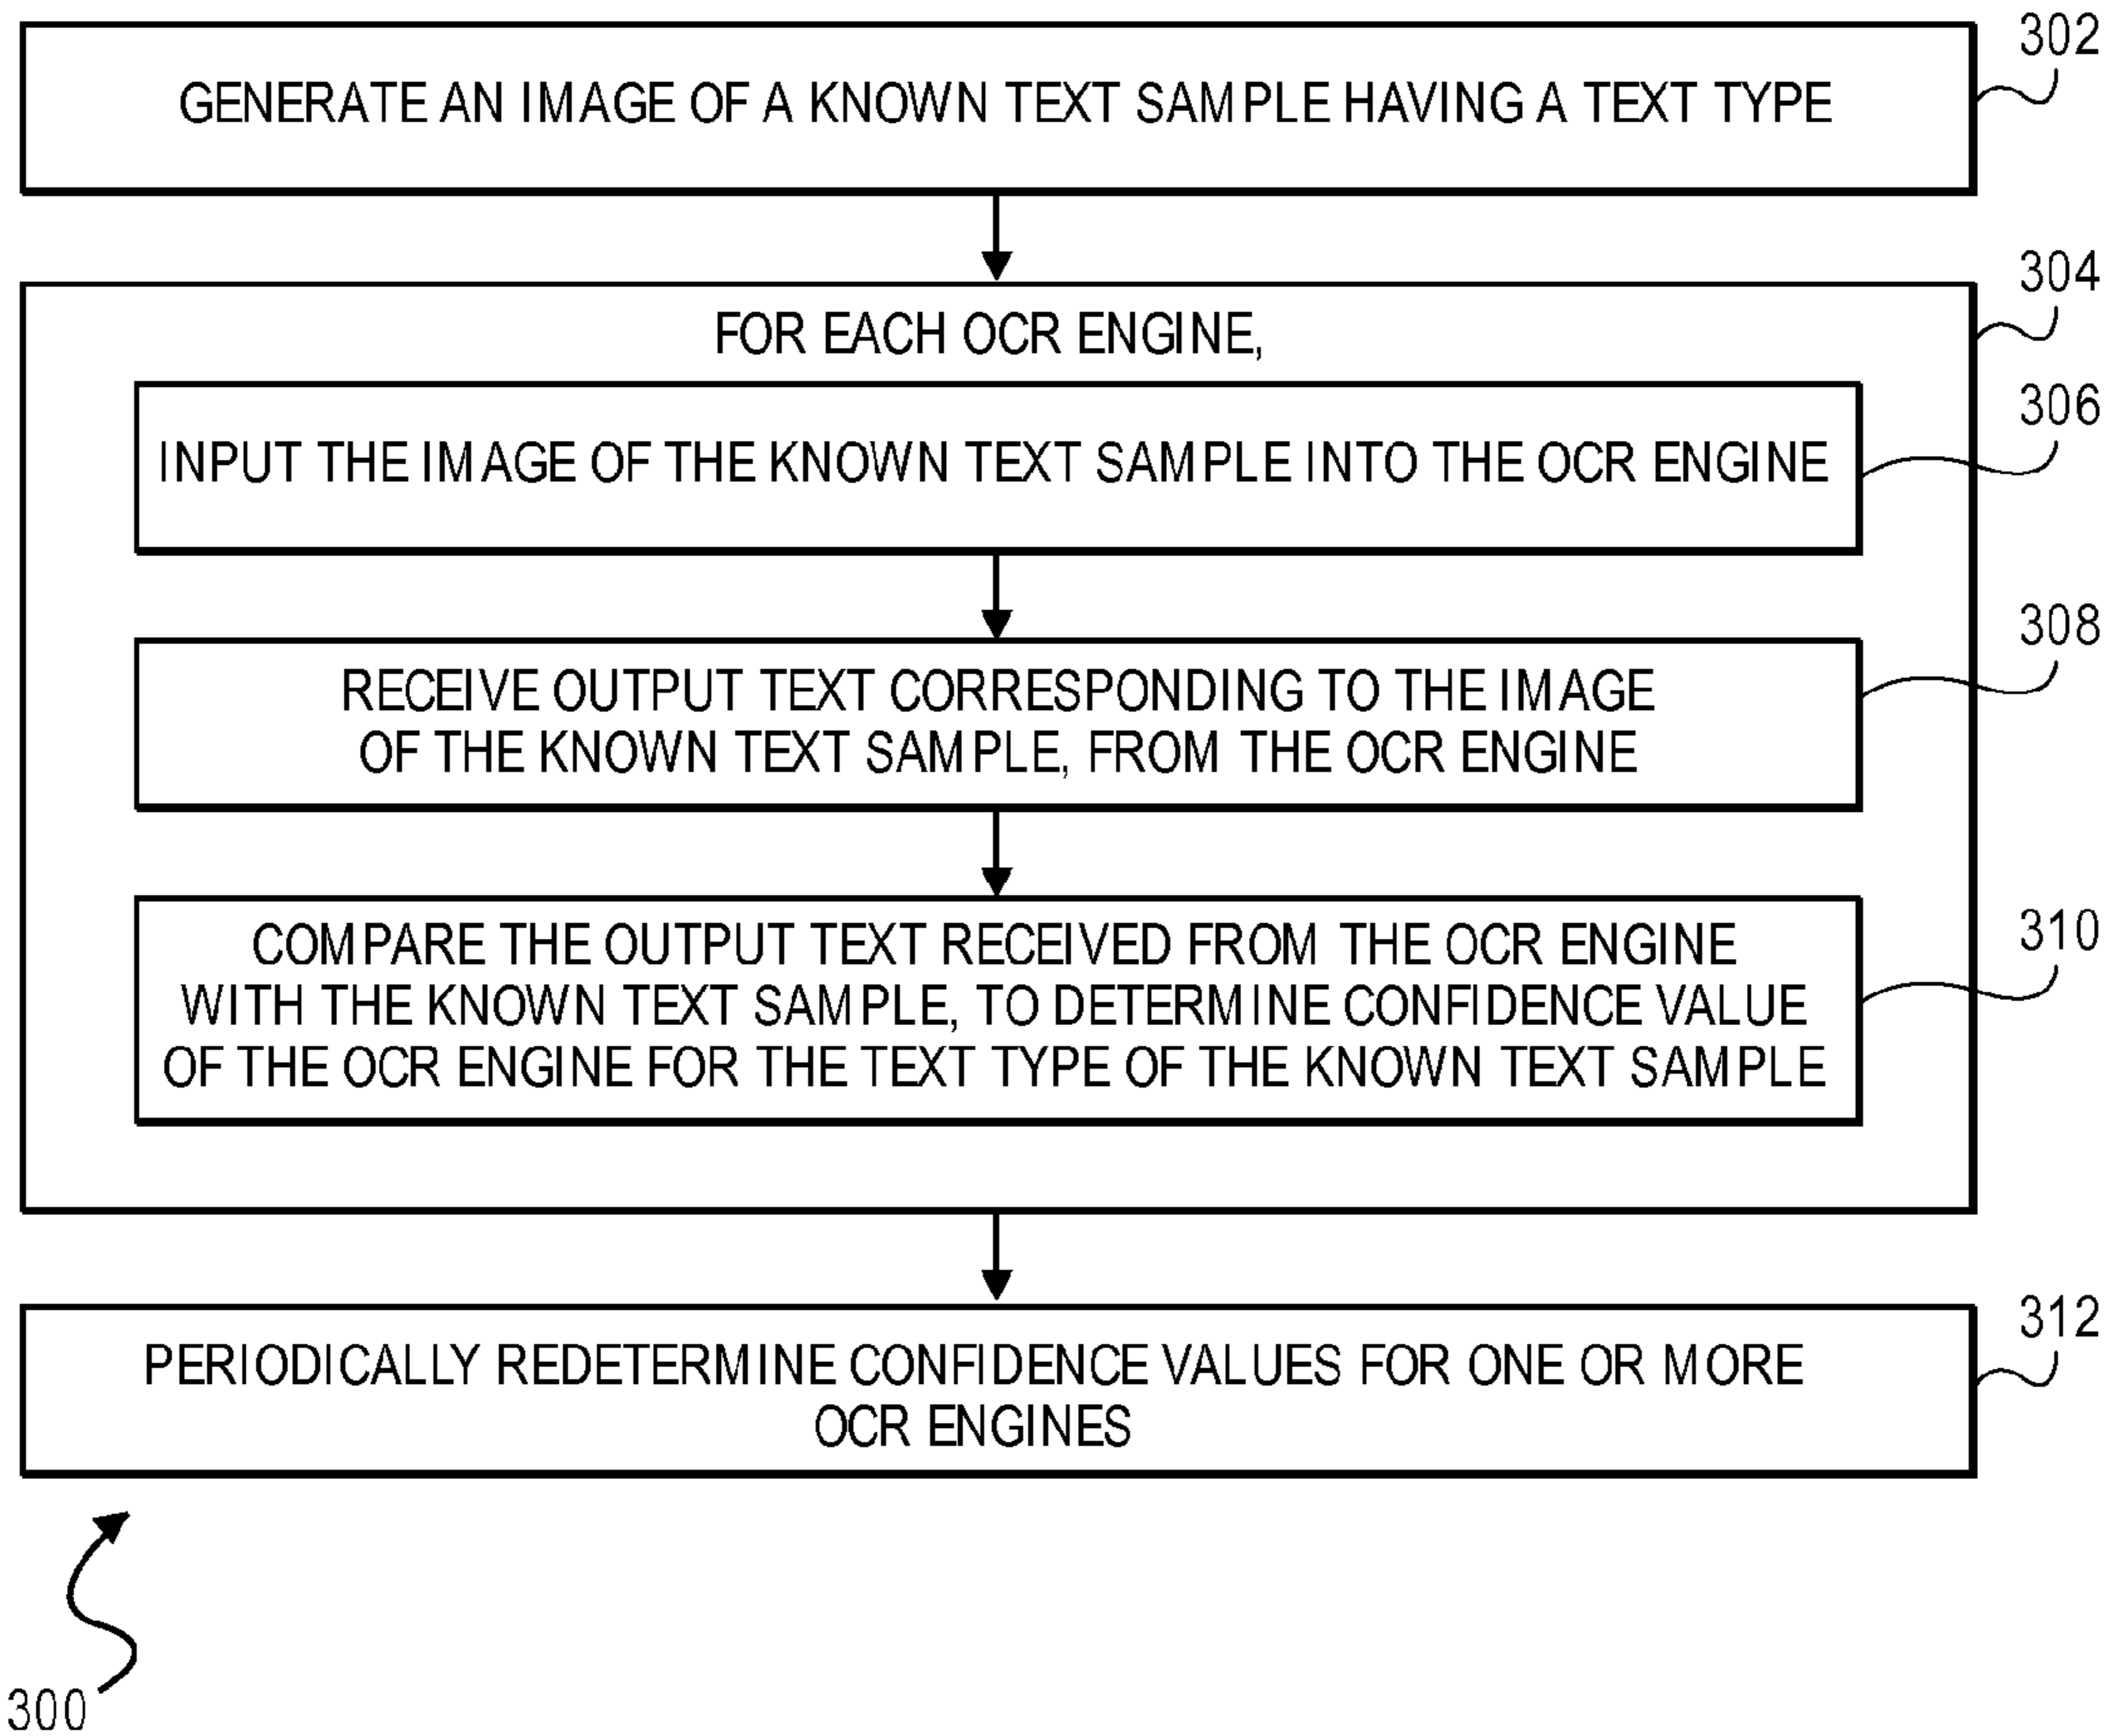 302
GENERATE AN IMAGE OF A KNOWN TEXT SAMPLE HAVING A TEXT TYPE
304
FOR EACH OCR ENGINE,
306
INPUT THE IMAGE OF THE KNOWN TEXT SAMPLE INTO THE OCR ENGINE
308
RECEIVE OUTPUT TEXT CORRESPONDING TO THE IMAGE
OF THE KNOWN TEXT SAMPLE, FROM THE OCR ENGINE
310
COMPARE THE OUTPUT TEXT RECEIVED FROM THE OCR ENGINE
WITH THE KNOWN TEXT SAMPLE, TO DETERMINE CONFIDENCE VALUE
OF THE OCR ENGINE FOR THE TEXT TYPE OF THE KNOWN TEXT SAMPLE
312
PERIODICALLY REDETERMINE CONFIDENCE VALUES FOR ONE OR MORE
OCR ENGINES
300